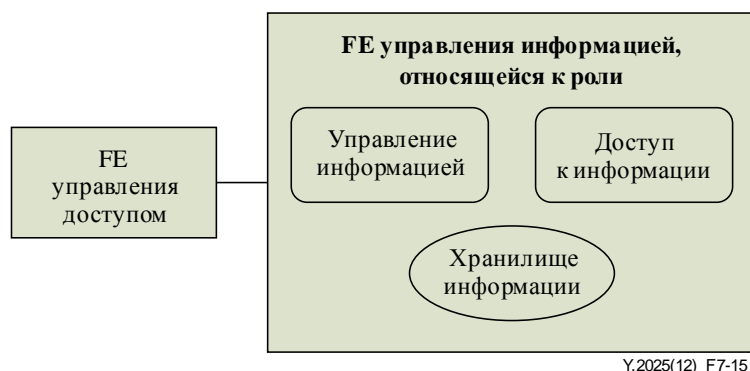 FE управления информацией,
относящейся к роли
FE
управления
доступом
Управление
информацией
Доступ
к информации
Хранилище
информации
Y.2025(12)_F7-15